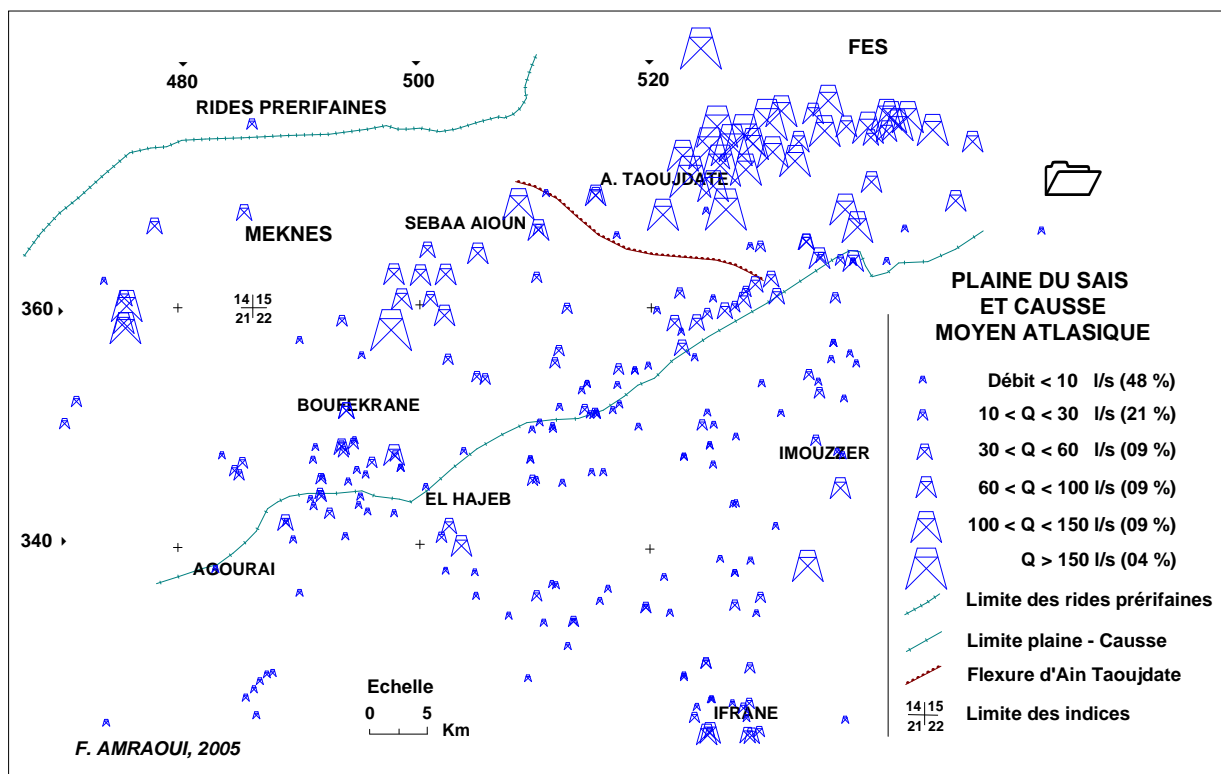 FES
480
500
520
RIDES PRERIFAINES
A. TAOUJDATE
SEBAA AIOUN
MEKNES
360
14 15
21 22
BOUFEKRANE
IMOUZZER
EL HAJEB
340
AGOURAI
IFRANE
Echelle
0 5
Km
F. AMRAOUI, 2005
PLAINE DU SAIS
ET CAUSSE
MOYEN ATLASIQUE
Débit < 10 l/s (48 %)
10 < Q < 30 l/s (21 %)
30 < Q < 60 l/s (09 %)
60 < Q < 100 l/s (09 %)
100 < Q < 150 l/s (09 %)
Q > 150 l/s (04 %)
Limite des rides prérifaines
Limite plaine - Causse
Flexure d'Ain Taoujdate
14 15
21 22
Limite des indices